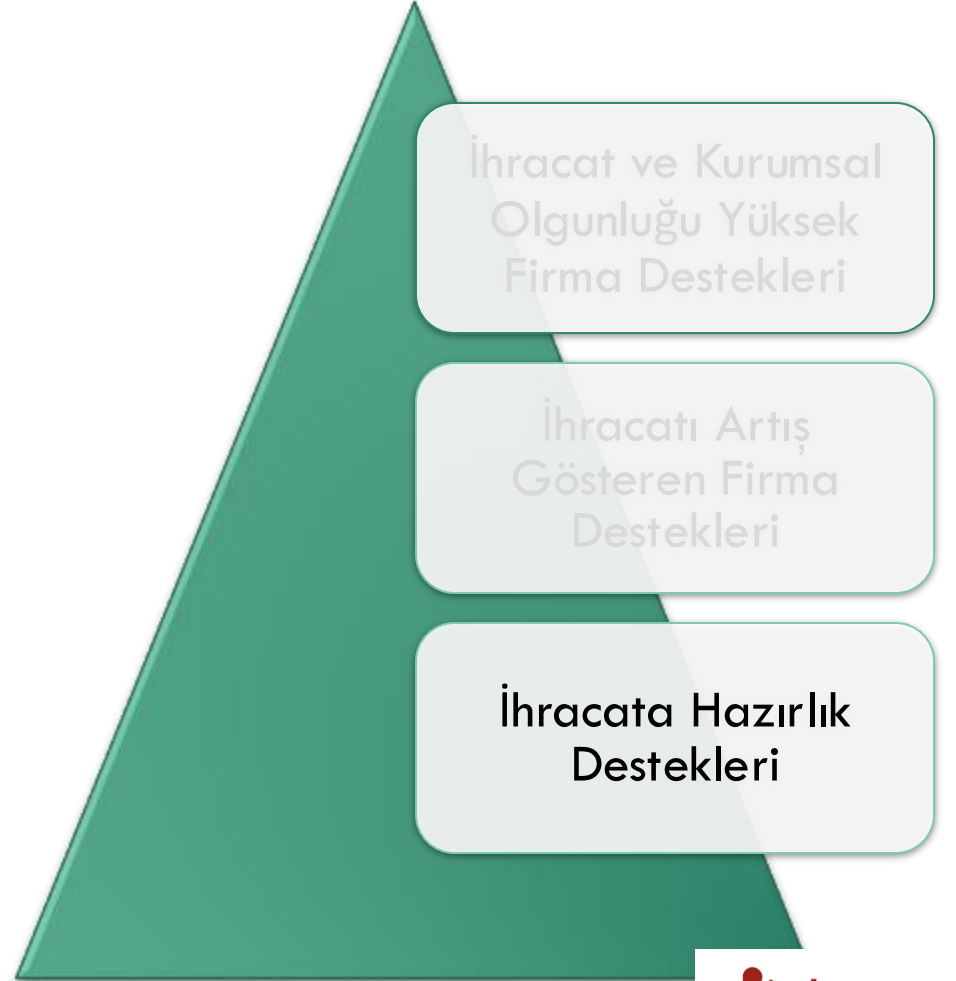 İhracat ve Kurumsal
Olgunluğu Yüksek
Firma Destekleri
İhracatı Artış
Gösteren Firma
Destekleri
İhracata Hazırlık
Destekleri